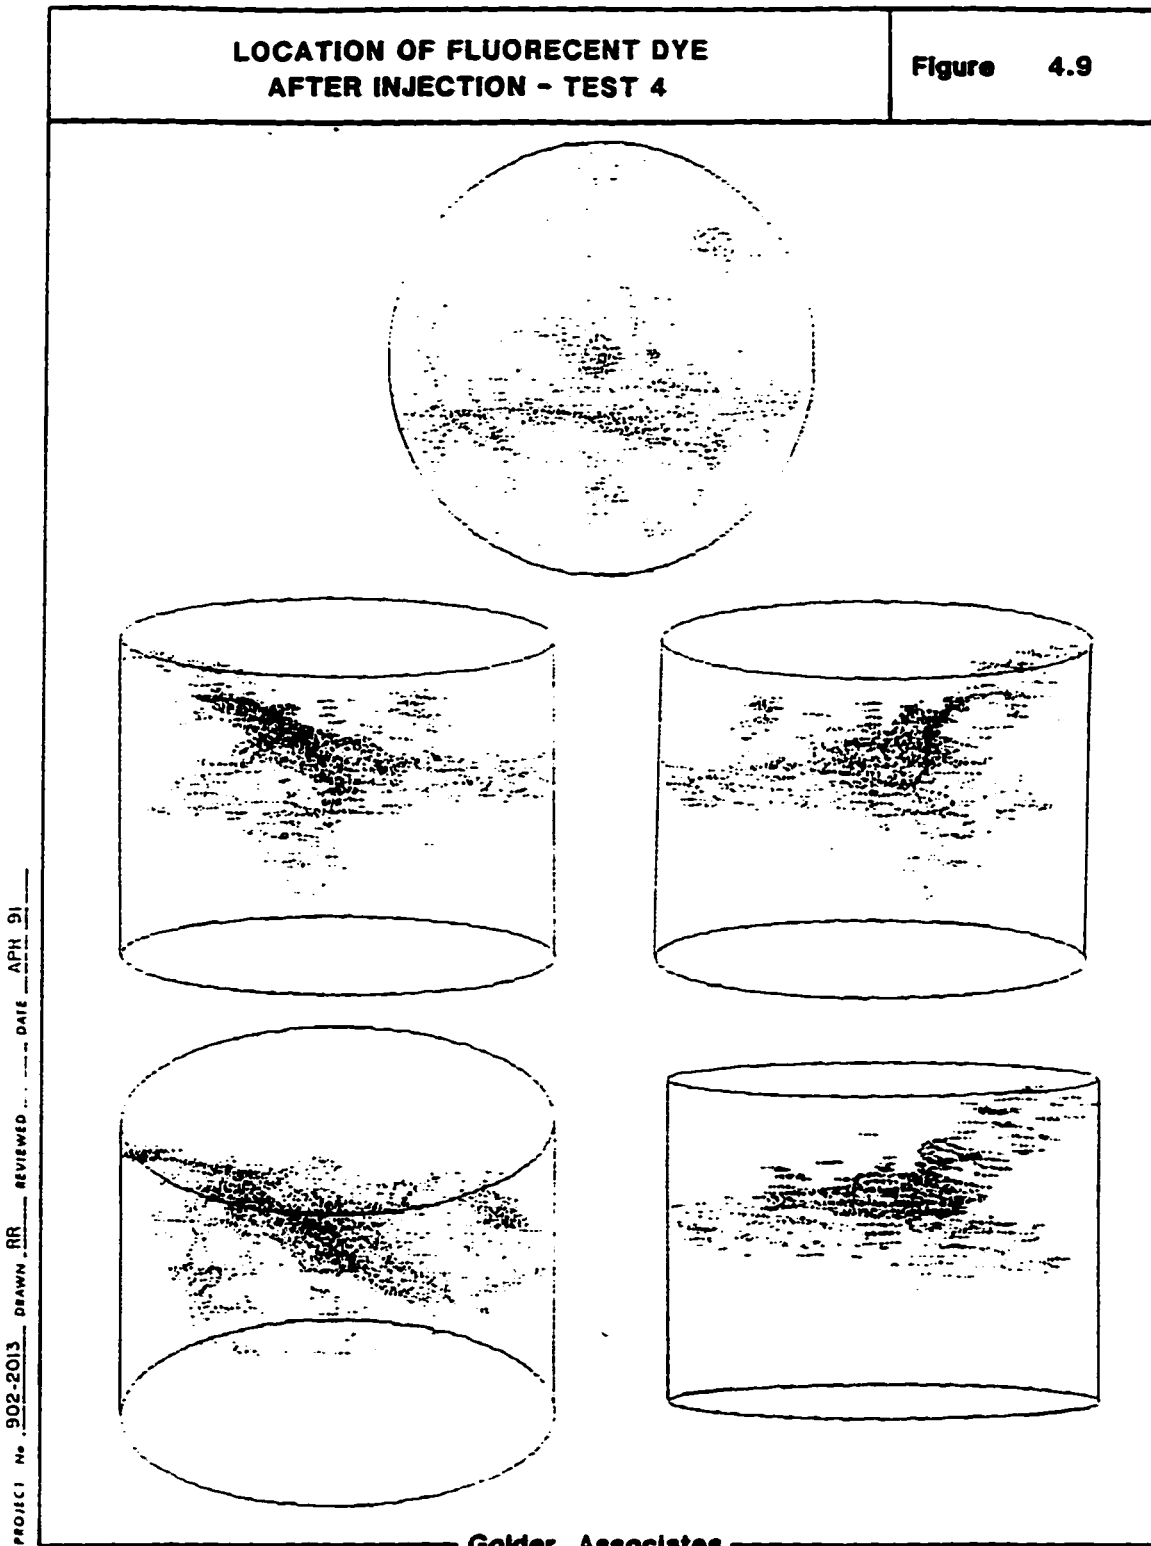 LOCATION OF FLUORECENT DYE
AFTER INJECTION - TEST 4
Figure 4.9
PROJECT No. 902-2013 DRAWN RR REVIEWED DATE APR 91
Golder Associates